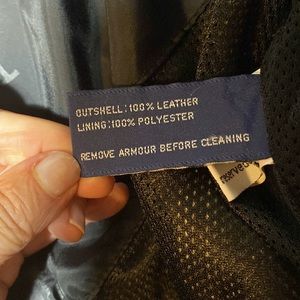 OUTSHELL:100% LEATHER
LINING:100% POLYESTER
REMOVE ARMOUR BEFORE CLEANING